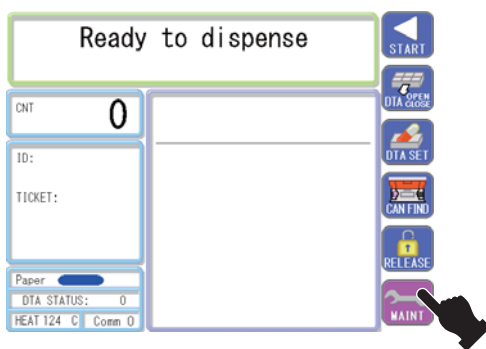 Ready to dispense
START
DTA OPEN CLOSE
CNT 0
DTA SET
ID:
TICKET:
CAN FIND
RELEASE
Paper
DTA STATUS: 0
HEAT 124 C Comm 0
MAINT